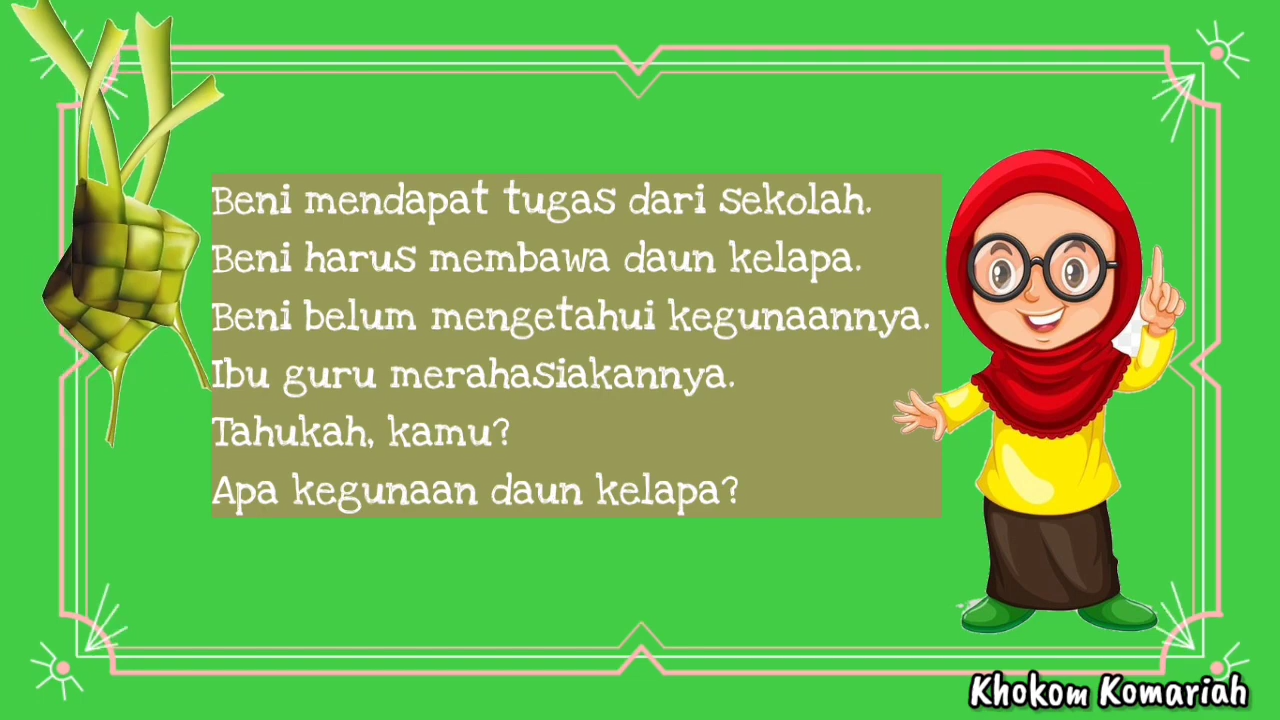 Beni mendapat tugas dari sekolah.
Beni harus membawa daun kelapa.
Beni belum mengetahui kegunaannya.
Ibu guru merahasiakannya.
Tahukah, kamu?
Apa kegunaan daun kelapa?
Khokom Komariah